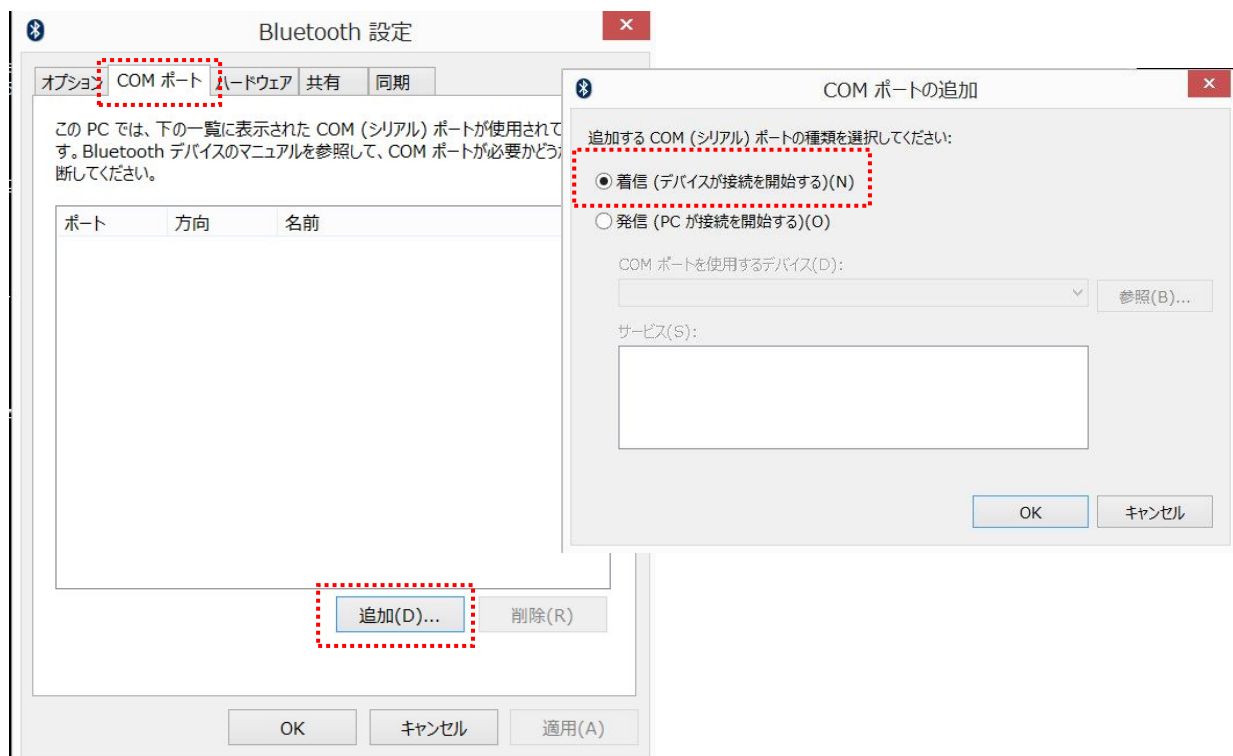 Bluetooth 設定
オプション COM ポート ハードウェア 共有 同期
この PC では、下の一覧に表示された COM (シリアル) ポートが使用されて
す。Bluetooth デバイスのマニュアルを参照して、COM ポートが必要かどう
断してください。
ポート 方向 名前
追加(D)... 削除(R)
OK キャンセル 適用(A)
COM ポートの追加
追加する COM (シリアル) ポートの種類を選択してください:
着信 (デバイスが接続を開始する)(N)
発信 (PC が接続を開始する)(O)
COM ポートを使用するデバイス(D):
参照(B)...
サービス(S):
OK キャンセル